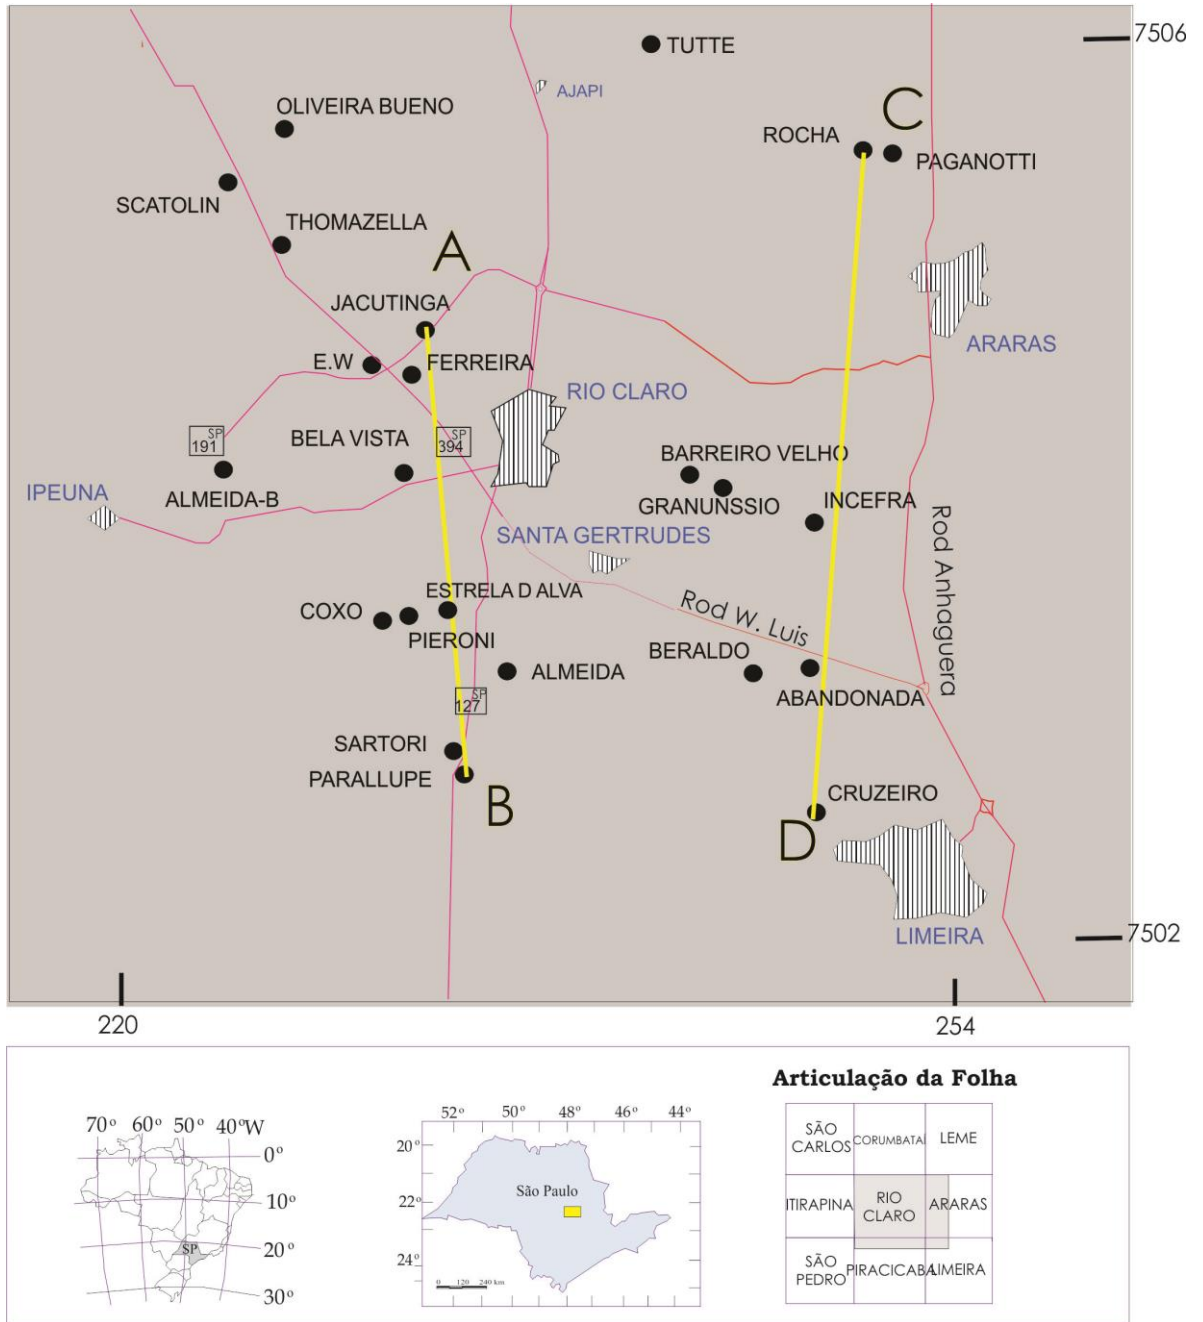 7506
TUTTE
AJAPI
OLIVEIRA BUENO
C
ROCHA
PAGANOTTI
SCATOLIN
THOMAZELLA
A
JACUTINGA
ARARAS
E.W
FERREIRA
RIO CLARO
SP
191
BELA VISTA
SP
394
BARREIRO VELHO
IPEUNA
ALMEIDA-B
GRANUNSSIO
INCEFRA
SANTA GERTRUDES
Rod Anhaguera
COXO
ESTRELA D ALVA
PIERONI
Rod W. Luis
BERALDO
ALMEIDA
ABANDONADA
SP
127
SARTORI
PARALLUPE
B
CRUZEIRO
D
LIMEIRA
7502
220
254
Articulação da Folha
70º 60º 50º 40ºW
0º
10º
20º
30º
SP
52º 50º 48º 46º 44º
20º
22º
24º
São Paulo
0 120 240 km
SÃO CARLOS
CORUMBATAÍ
LEME
ITIRAPINA
RIO CLARO
ARARAS
SÃO PEDRO
PIRACICABA
LIMEIRA